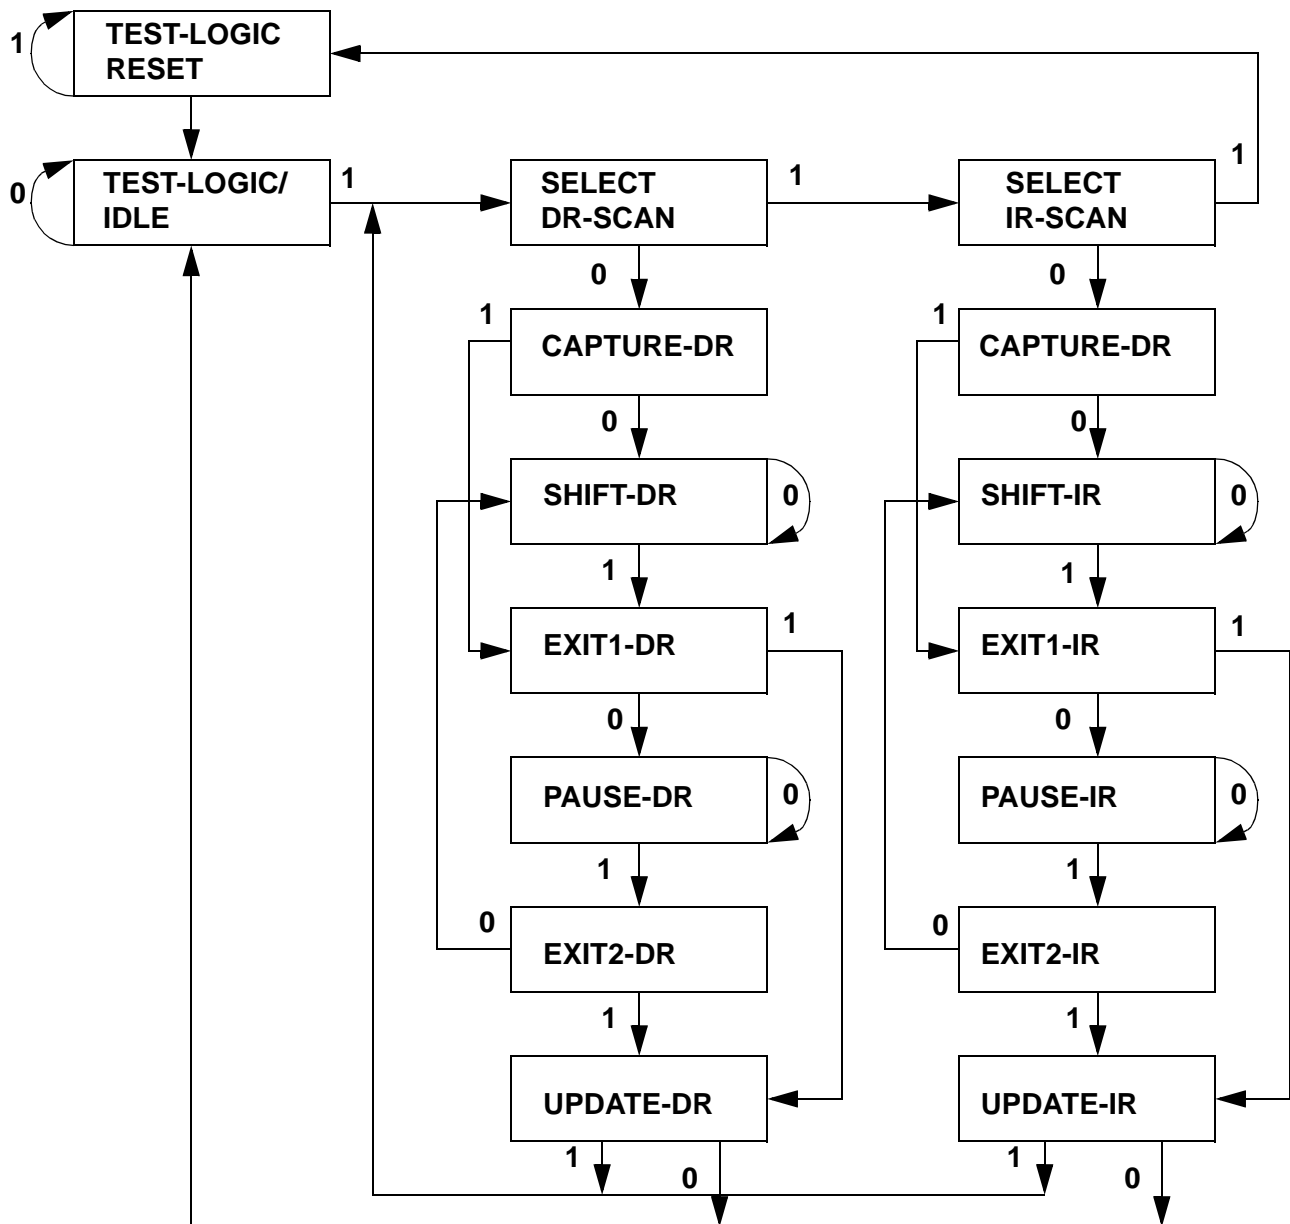 1
TEST-LOGIC
RESET
0
TEST-LOGIC/
IDLE
1
SELECT
DR-SCAN
1
SELECT
IR-SCAN
1
0
0
1
CAPTURE-DR
1
CAPTURE-DR
0
0
SHIFT-DR
0
SHIFT-IR
0
1
1
EXIT1-DR
1
EXIT1-IR
1
0
0
PAUSE-DR
0
PAUSE-IR
0
1
1
0
EXIT2-DR
0
EXIT2-IR
1
1
UPDATE-DR
UPDATE-IR
1
0
1
0